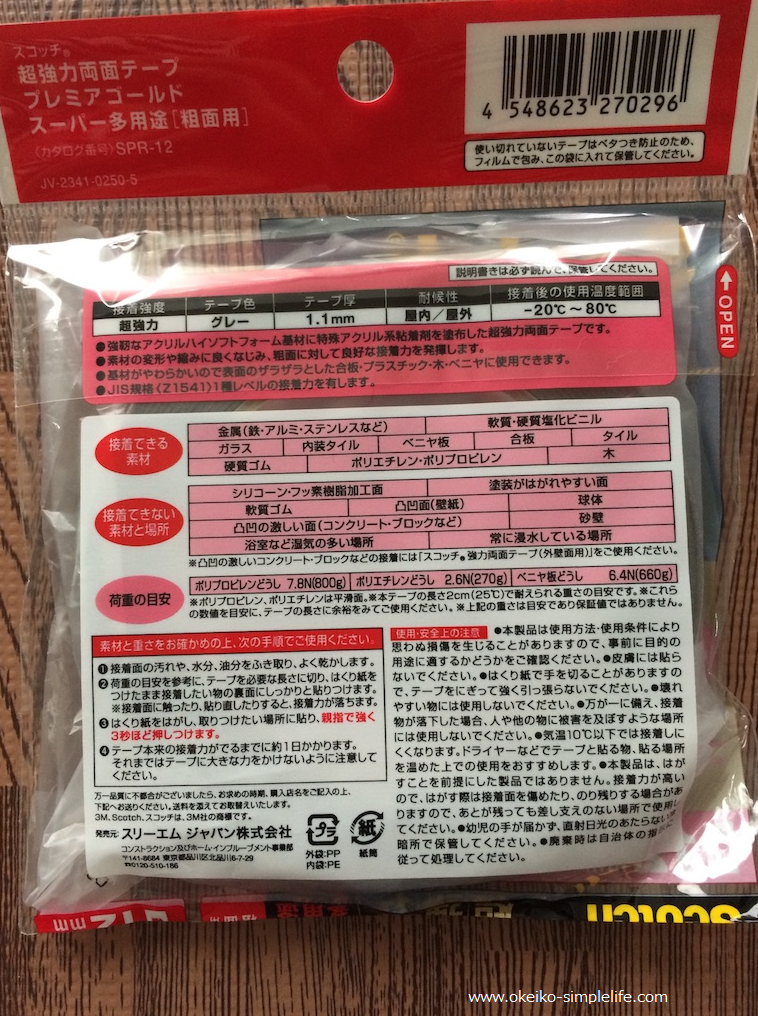 スコッチ®
超強力両面テープ
プレミアゴールド
スーパー多用途[粗面用]
〈カタログ番号〉SPR-12
JV-2341-0250-5
4 548623 270296
使い切れていないテープはベタつき防止のため、
フィルムで包み、この袋に入れて保管してください。
説明書きは必ず読んで、保管してください。
OPEN
接着強度 テープ色 テープ厚 耐候性 接着後の使用温度範囲
超強力 グレー 1.1mm 屋内/屋外 -20℃~80℃
●強靭なアクリルハイソフトフォーム基材に特殊アクリル系粘着剤を塗布した超強力両面テープです。
●素材の変形や縮みに良くなじみ、粗面に対して良好な接着力を発揮します。
●基材がやわらかいので表面のザラザラとした合板・プラスチック・木・ベニヤに使用できます。
●JIS規格〈Z1541〉1種レベルの接着力を有します。
接着できる
素材
金属(鉄・アルミ・ステンレスなど) 軟質・硬質塩化ビニル
ガラス 内装タイル ベニヤ板 合板 タイル
硬質ゴム ポリエチレン・ポリプロピレン 木
接着できない
素材と場所
シリコーン・フッ素樹脂加工面 塗装がはがれやすい面
軟質ゴム 凸凹面(壁紙) 球体
凸凹の激しい面(コンクリート・ブロックなど) 砂壁
浴室など湿気の多い場所 常に浸水している場所
※凸凹の激しいコンクリート・ブロックなどの接着には「スコッチ®強力両面テープ(外壁面用)」をご使用ください。
荷重の目安
ポリプロピレンどうし 7.8N(800g) ポリエチレンどうし 2.6N(270g) ベニヤ板どうし 6.4N(660g)
※ポリプロピレン、ポリエチレンは平滑面。※本テープの長さ2cm(25℃)で耐えられる重さの目安です。※これら
の数値を目安に、テープの長さに余裕をみてご使用ください。※上記の重さは目安であり保証値ではありません。
素材と重さをお確かめの上、次の手順でご使用ください。
❶接着面の汚れや、水分、油分をふき取り、よく乾かします。
❷荷重の目安を参考に、テープを必要な長さに切り、はくり紙を
つけたまま接着したい物の裏面にしっかりと貼りつけます。
※接着面に触ったり、貼り直したりすると、接着力が落ちます。
❸はくり紙をはがし、取りつけたい場所に貼り、親指で強く
3秒ほど押しつけます。
❹テープ本来の接着力がでるまでに約1日かかります。
それまではテープに大きな力をかけないように注意して
ください。
使用・安全上の注意 ●本製品は使用方法・使用条件により
思わぬ損傷を生じることがありますので、事前に目的の
用途に適するかどうかをご確認ください。●皮膚には貼ら
ないでください。●はくり紙で手を切ることがありますの
で、テープをにぎって強く引っ張らないでください。●壊れ
やすい物には使用しないでください。●万が一に備え、接着
物が落下した場合、人や他の物に被害を及ぼすような場所
には使用しないでください。●気温10℃以下では接着しに
くくなります。ドライヤーなどでテープと貼る物、貼る場所
を温めた上での使用をおすすめします。●本製品は、はが
すことを前提にした製品ではありません。接着力が高い
ので、はがす際は接着面を傷めたり、のり残りする場合が
ありますので、あとが残っても差し支えのない場所で使用し
てください。●幼児の手が届かず、直射日光のあたらない
暗所で保管してください。●廃棄時は自治体の指示に
従って処理してください。
万一品質に不都合がございましたら、お求めの時期、購入店名をご記入の上、
下記へお送りください。送料を添えてお取替えいたします。
3M、Scotch、スコッチは、3M社の商標です。
発売元:スリーエム ジャパン株式会社
コンストラクション及びホーム・インプルーブメント事業部
〒141-8684 東京都品川区北品川6-7-29
☎0120-510-186
プラ
外袋:PP
内袋:PE
紙
紙筒
12mm
粗面用
多用途
Scotch
www.okeiko-simplelife.com